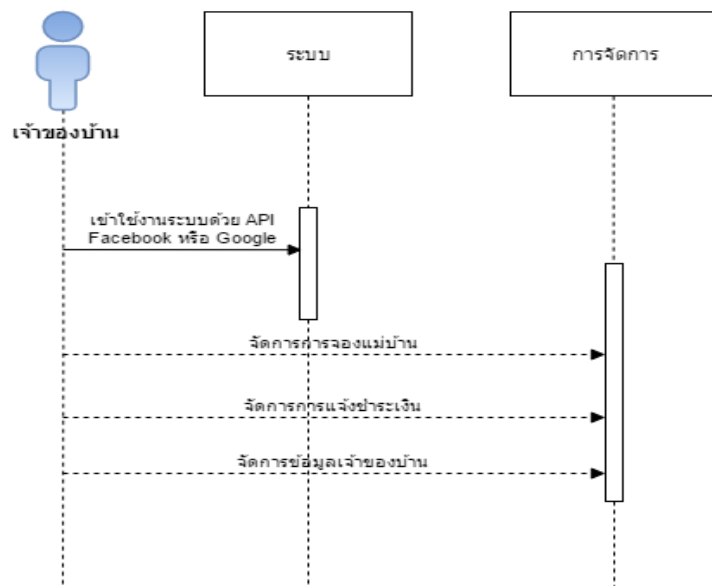 ระบบ
การจัดการ
เจ้าของบ้าน
เข้าใช้งานระบบด้วย API
Facebook หรือ Google
จัดการการจองแม่บ้าน
จัดการการแจ้งชำระเงิน
จัดการข้อมูลเจ้าของบ้าน